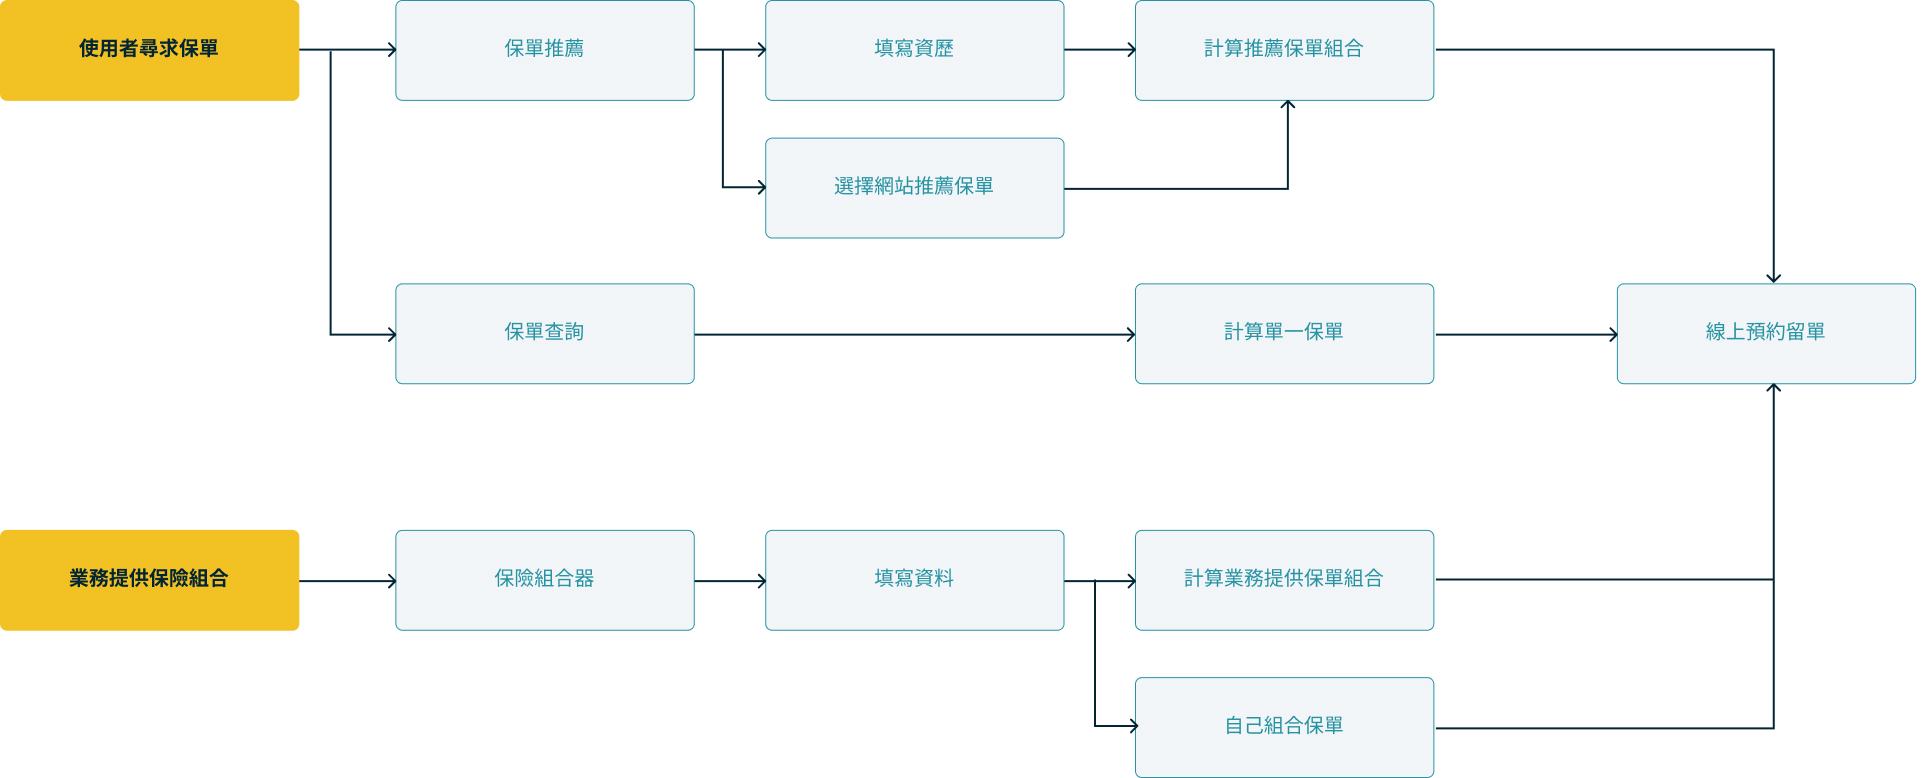 使用者尋求保單
保單推薦
填寫資歷
計算推薦保單組合
選擇網站推薦保單
保單查詢
計算單一保單
線上預約留單
業務提供保險組合
保險組合器
填寫資料
計算業務提供保單組合
自己組合保單